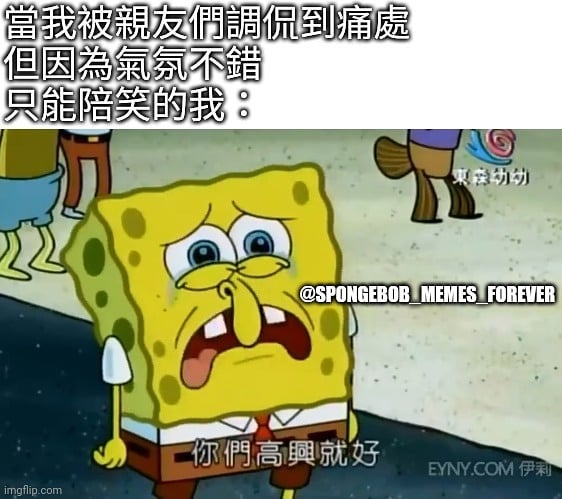 當我被親友們調侃到痛處
但因為氣氛不錯
只能陪笑的我：
東森幼幼
@SPONGEBOB_MEMES_FOREVER
你們高興就好
EYNY.COM 伊莉
imgflip.com